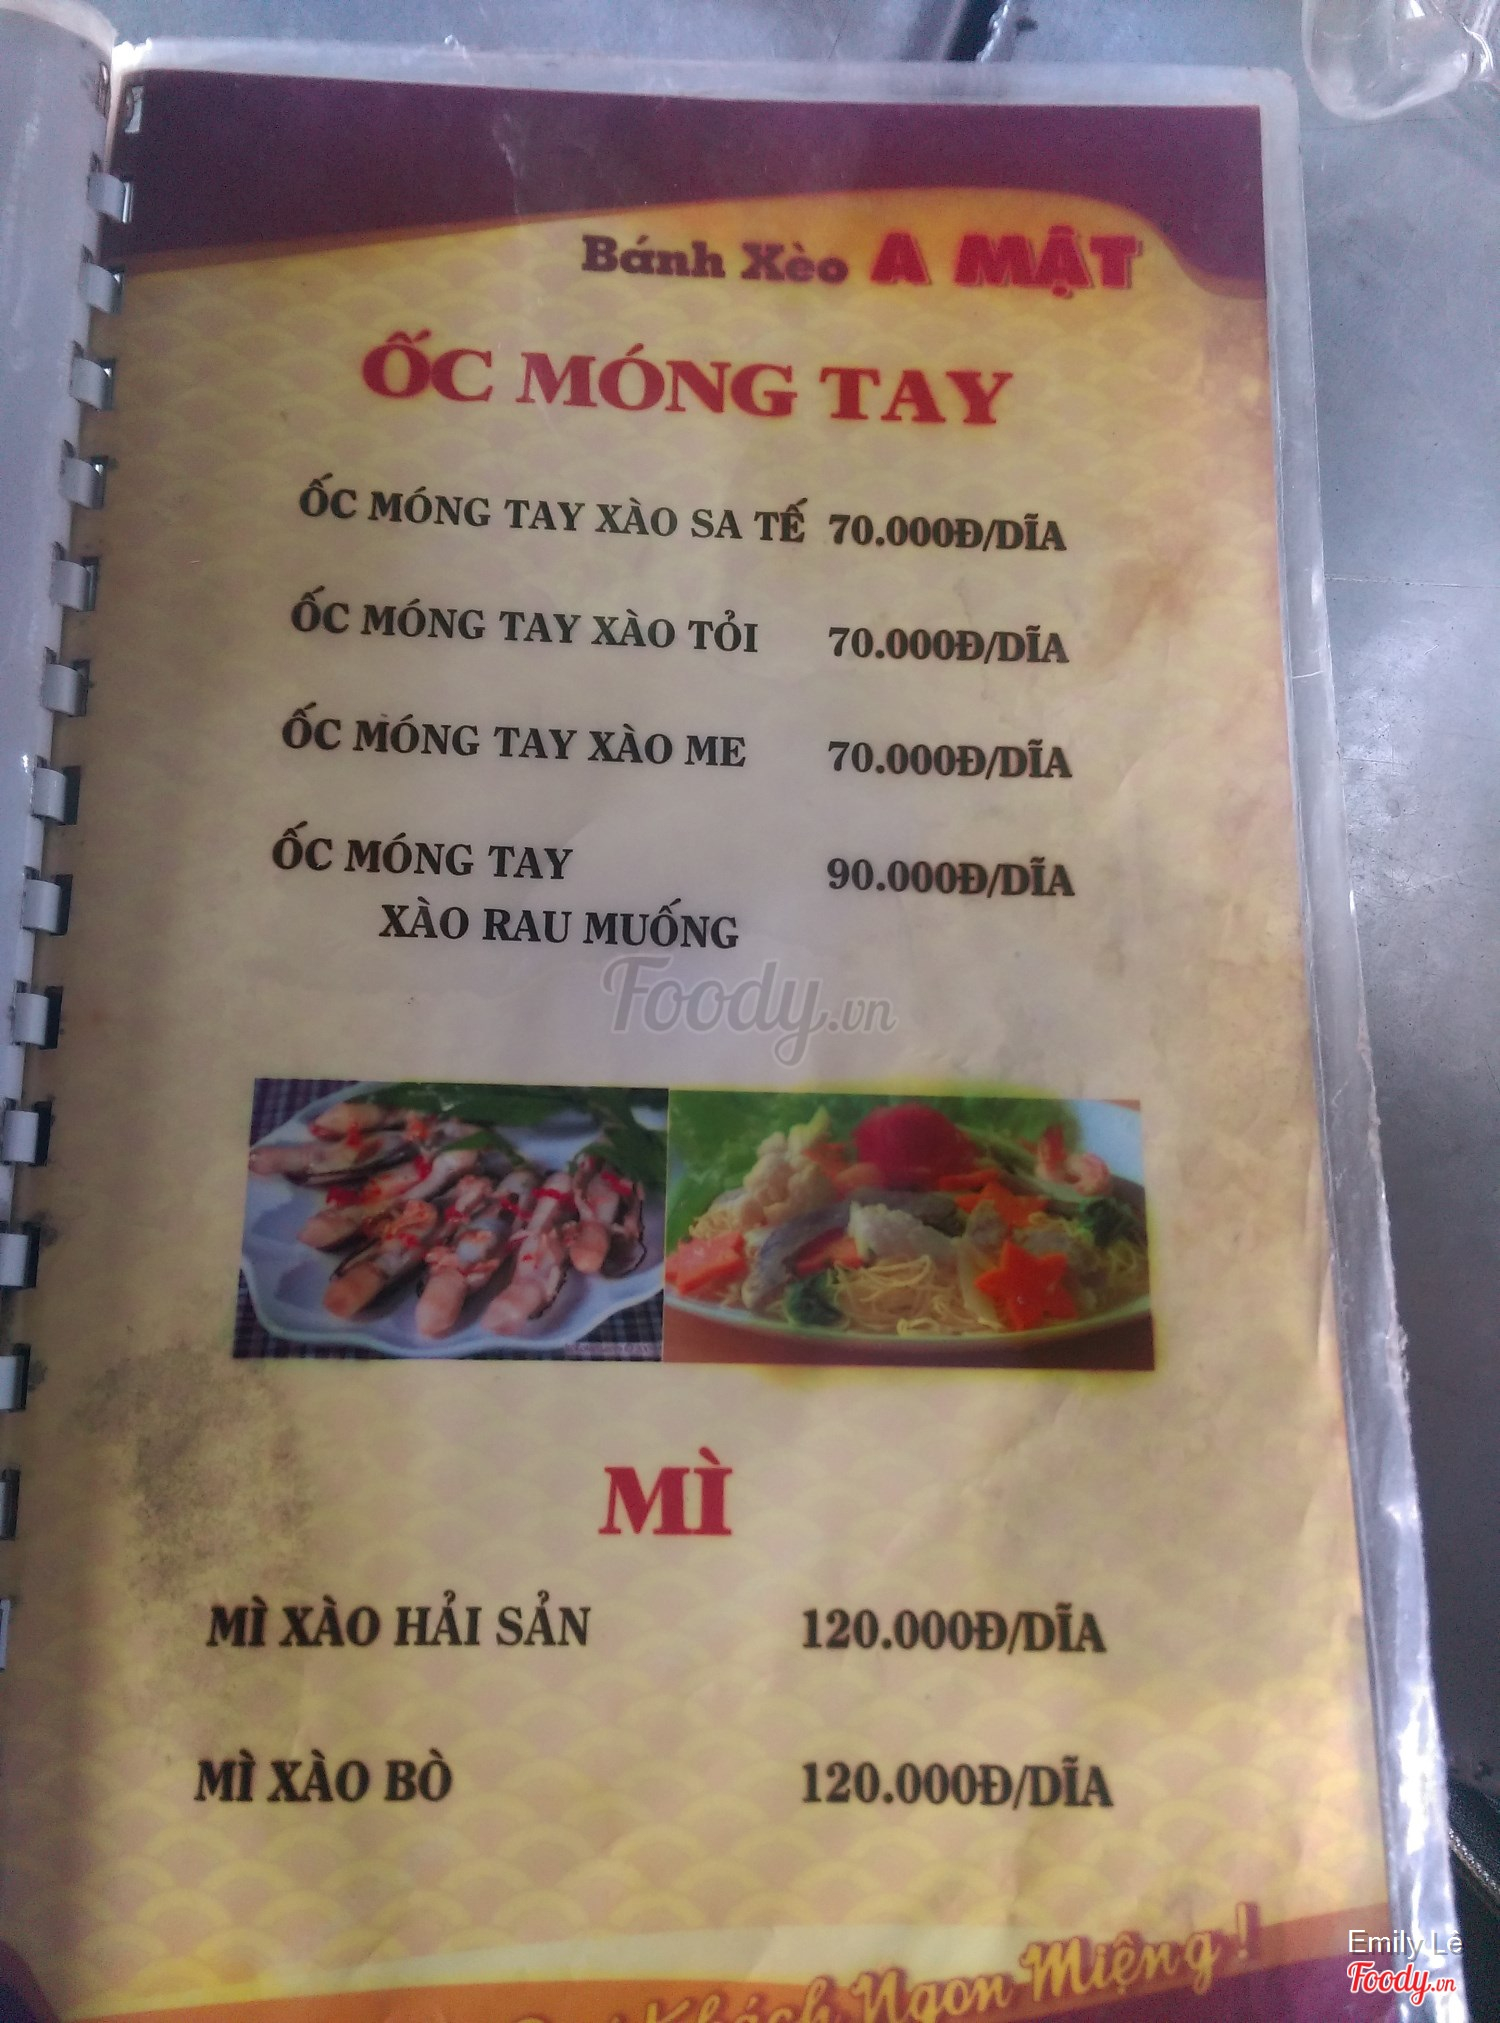 Bánh Xèo A MẬT
ỐC MÓNG TAY
ỐC MÓNG TAY XÀO SA TẾ 70.000Đ/DĨA
ỐC MÓNG TAY XÀO TỎI 70.000Đ/DĨA
ỐC MÓNG TAY XÀO ME 70.000Đ/DĨA
ỐC MÓNG TAY 90.000Đ/DĨA
XÀO RAU MUỐNG
Foody.vn
MÌ
MÌ XÀO HẢI SẢN 120.000Đ/DĨA
MÌ XÀO BÒ 120.000Đ/DĨA
Khách Ngon Miệng !
Emily Lê
Foody.vn